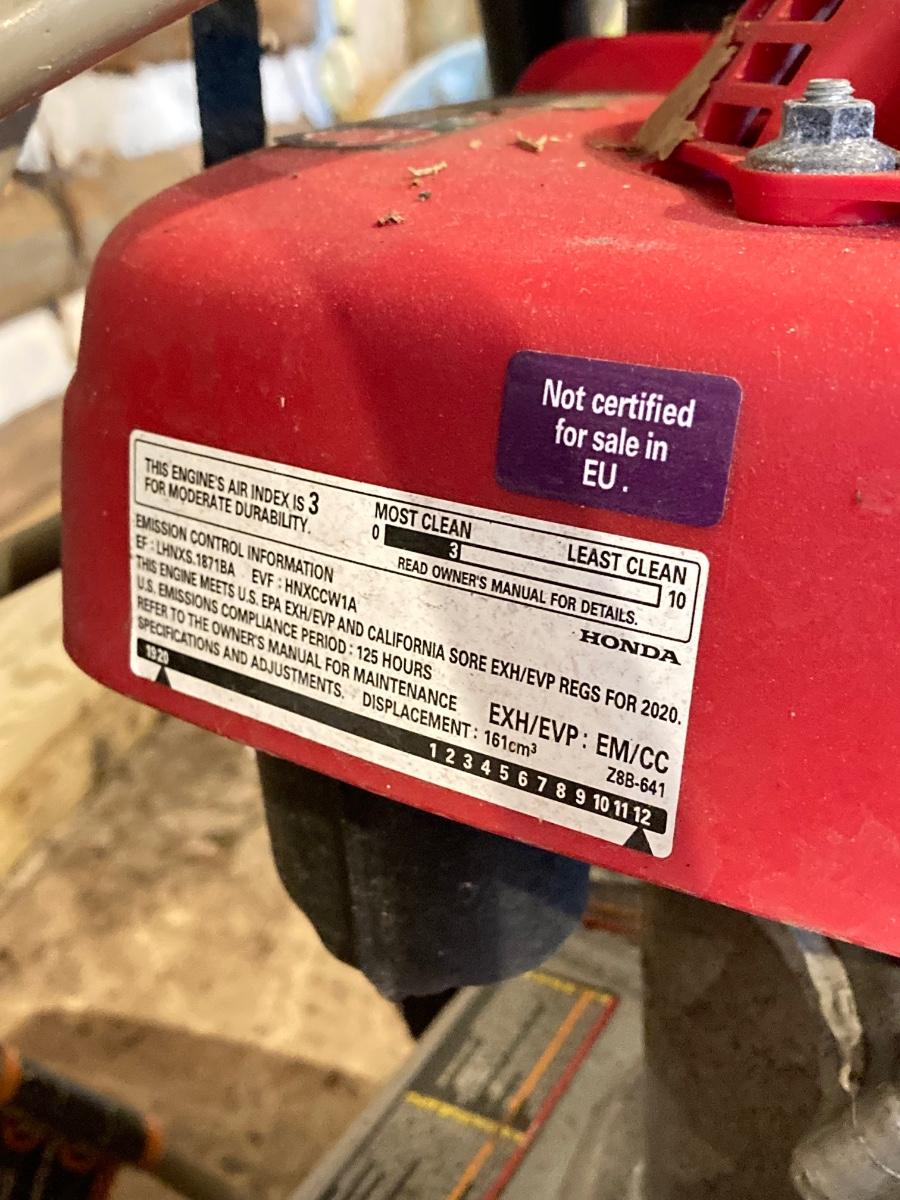 Not certified
for sale in
EU .
THIS ENGINE'S AIR INDEX IS 3
FOR MODERATE DURABILITY.
MOST CLEAN
LEAST CLEAN
0 3 10
READ OWNER'S MANUAL FOR DETAILS.
HONDA
EMISSION CONTROL INFORMATION
EF : LHNXS.1871BA EVF : HNXCCW1A
THIS ENGINE MEETS U.S. EPA EXH/EVP AND CALIFORNIA SORE EXH/EVP REGS FOR 2020.
U.S. EMISSIONS COMPLIANCE PERIOD : 125 HOURS
REFER TO THE OWNER'S MANUAL FOR MAINTENANCE
SPECIFICATIONS AND ADJUSTMENTS. DISPLACEMENT : 161cm³
EXH/EVP : EM/CC
Z8B-641
19 20
1 2 3 4 5 6 7 8 9 10 11 12